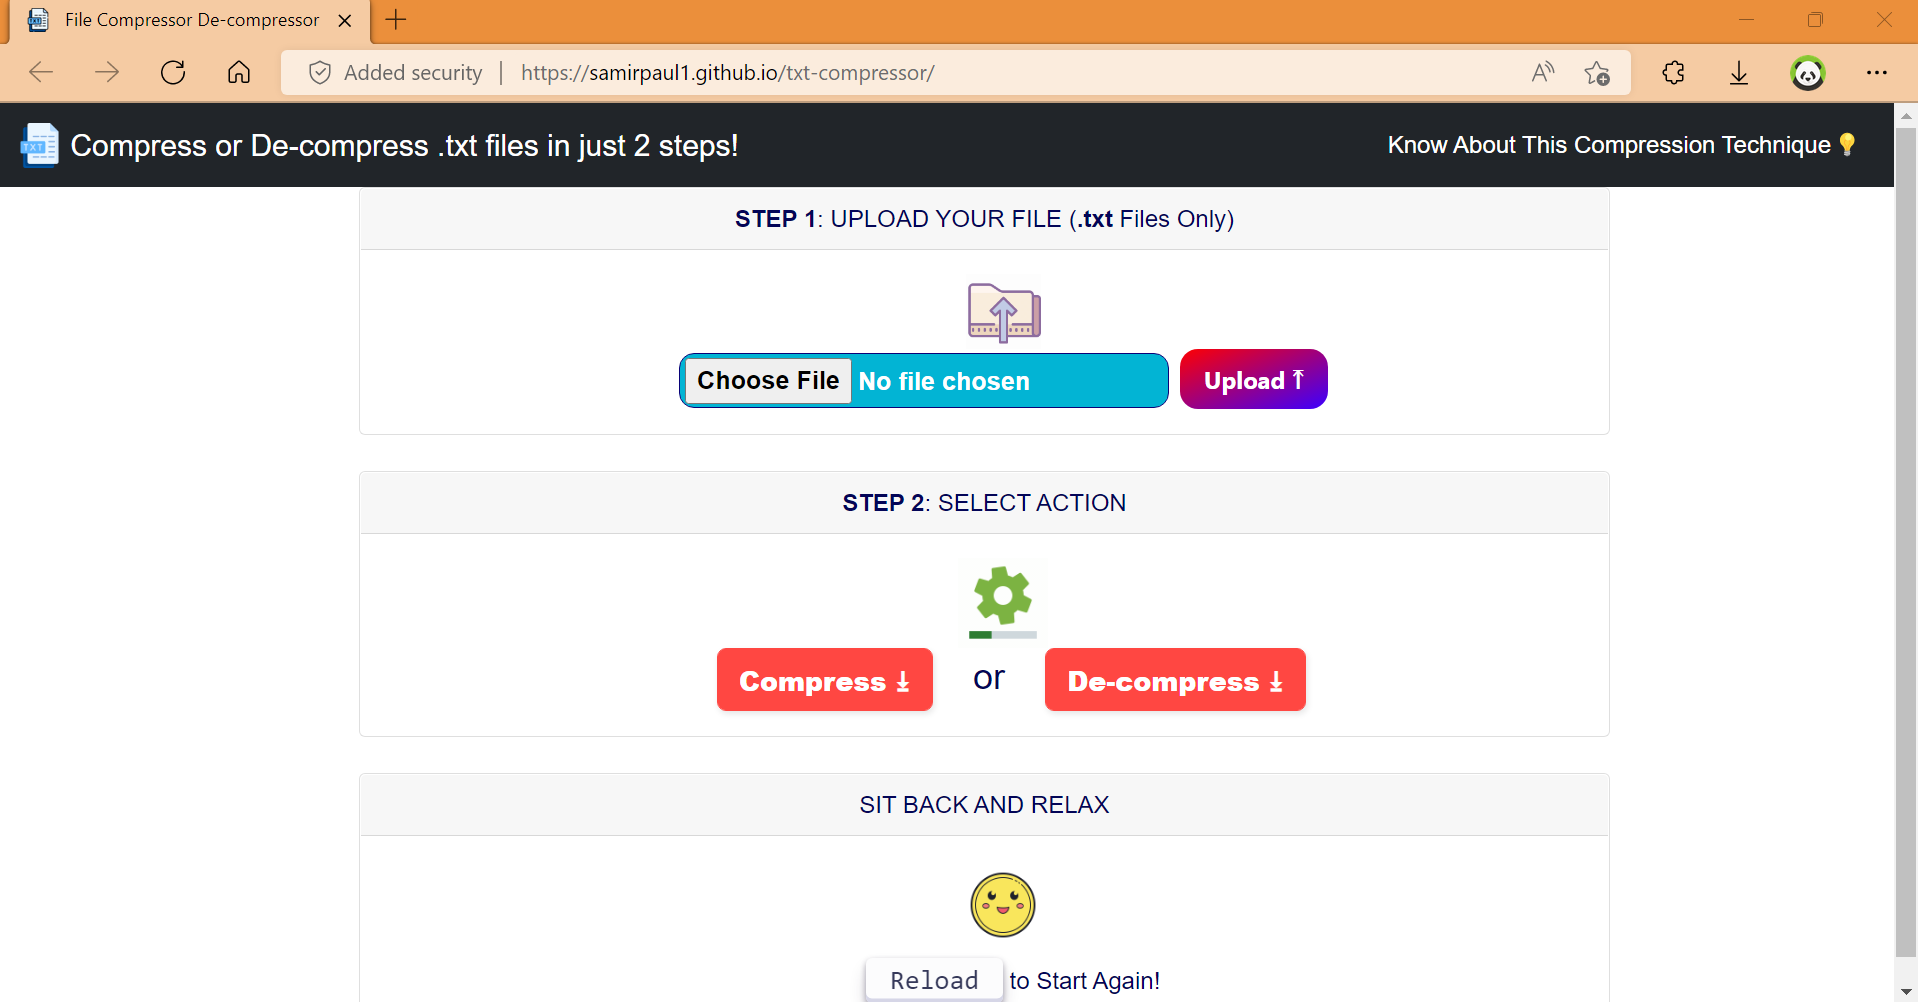 File Compressor De-compressor
Added security | https://samirpaul1.github.io/txt-compressor/
TXT
Compress or De-compress .txt files in just 2 steps!
Know About This Compression Technique💡
STEP 1: UPLOAD YOUR FILE (.txt Files Only)
Choose File No file chosen
Upload ⤒
STEP 2: SELECT ACTION
Compress ⤓
or
De-compress ⤓
SIT BACK AND RELAX
Reload to Start Again!